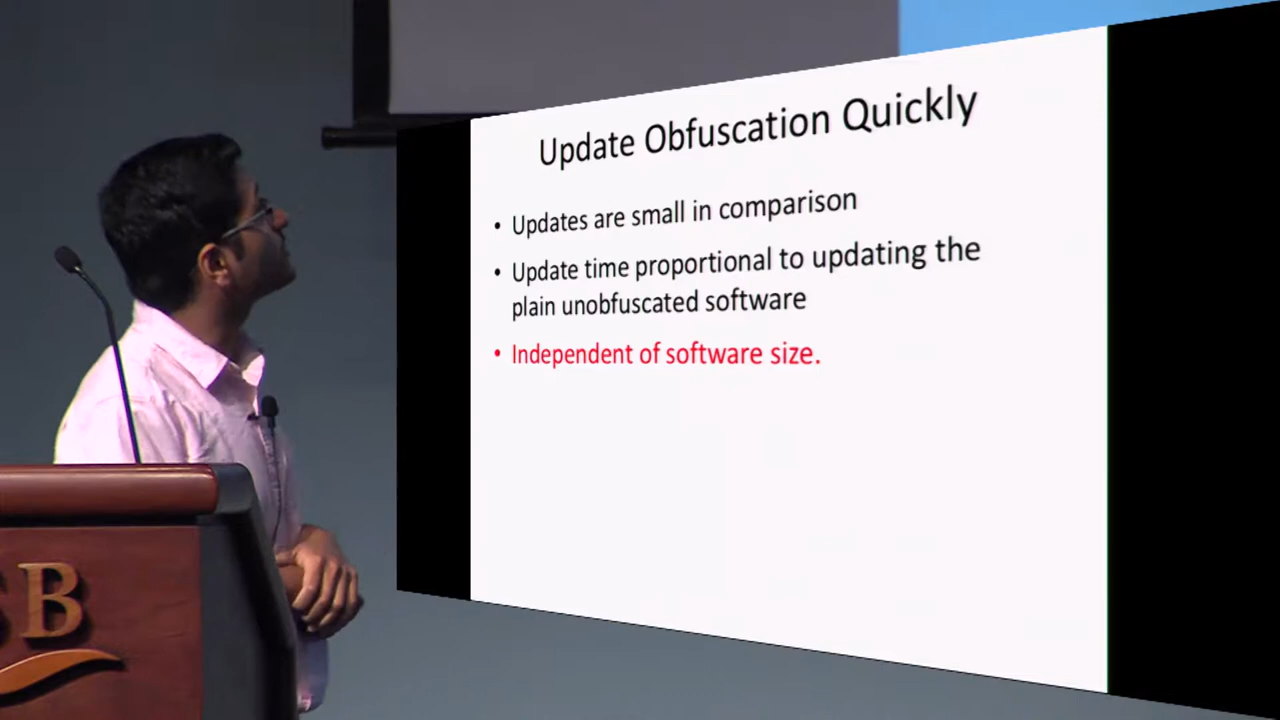 Update Obfuscation Quickly
• Updates are small in comparison
• Update time proportional to updating the
plain unobfuscated software
• Independent of software size.
SB